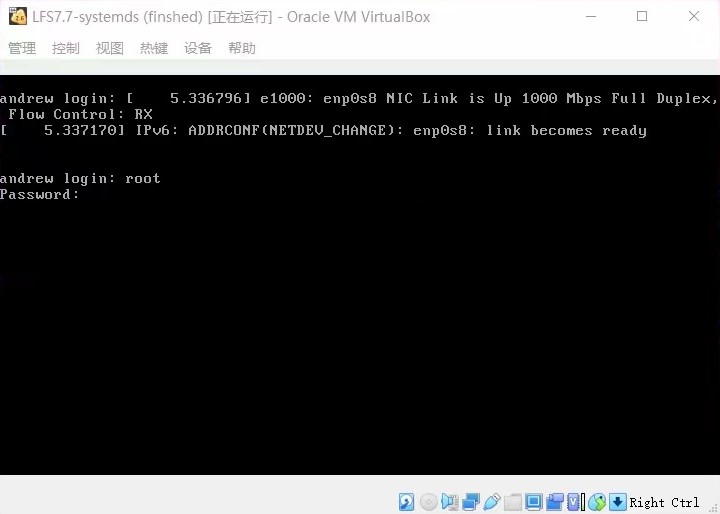 LFS7.7-systemds (finshed) [正在运行] - Oracle VM VirtualBox
管理 控制 视图 热键 设备 帮助
andrew login: [    5.336796] e1000: enp0s8 NIC Link is Up 1000 Mbps Full Duplex,
 Flow Control: RX
[    5.337170] IPv6: ADDRCONF(NETDEV_CHANGE): enp0s8: link becomes ready
andrew login: root
Password:
Right Ctrl